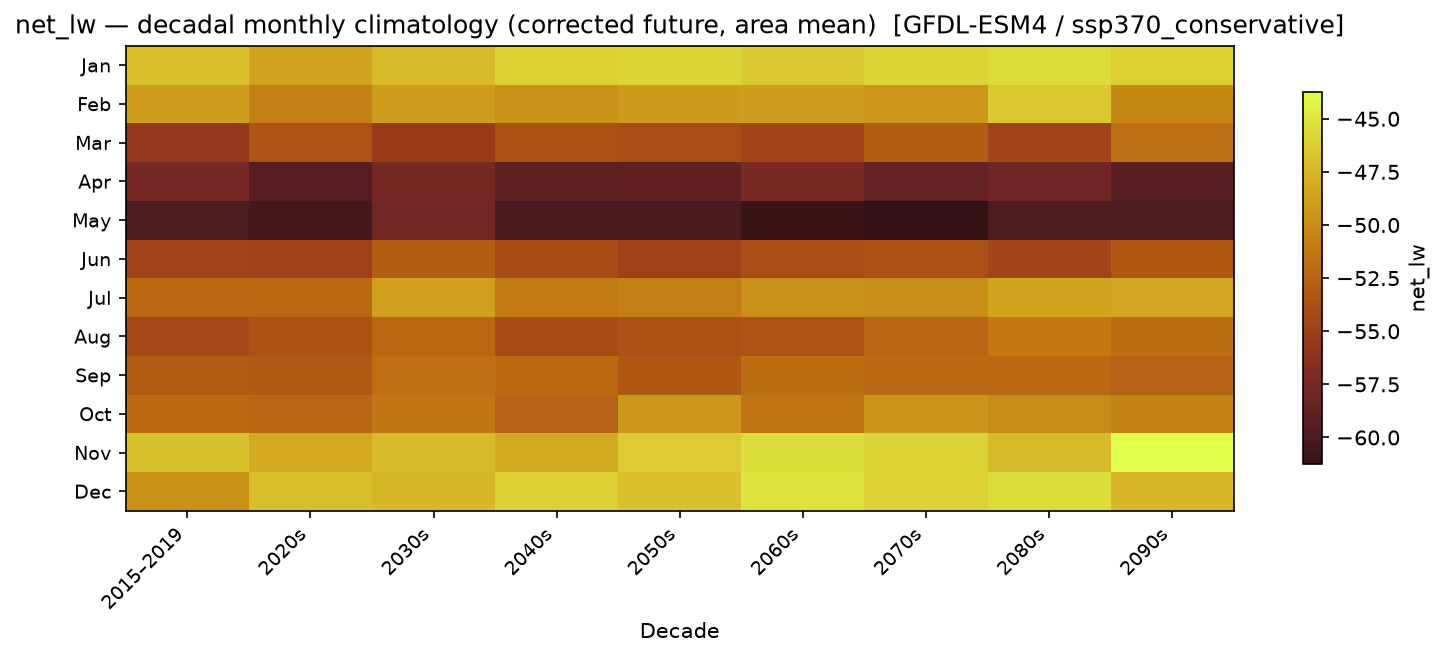 net_lw — decadal monthly climatology (corrected future, area mean)  [GFDL-ESM4 / ssp370_conservative]
Jan
Feb
Mar
Apr
May
Jun
Jul
Aug
Sep
Oct
Nov
Dec
2015–2019
2020s
2030s
2040s
2050s
2060s
2070s
2080s
2090s
Decade
−45.0
−47.5
−50.0
−52.5
−55.0
−57.5
−60.0
net_lw